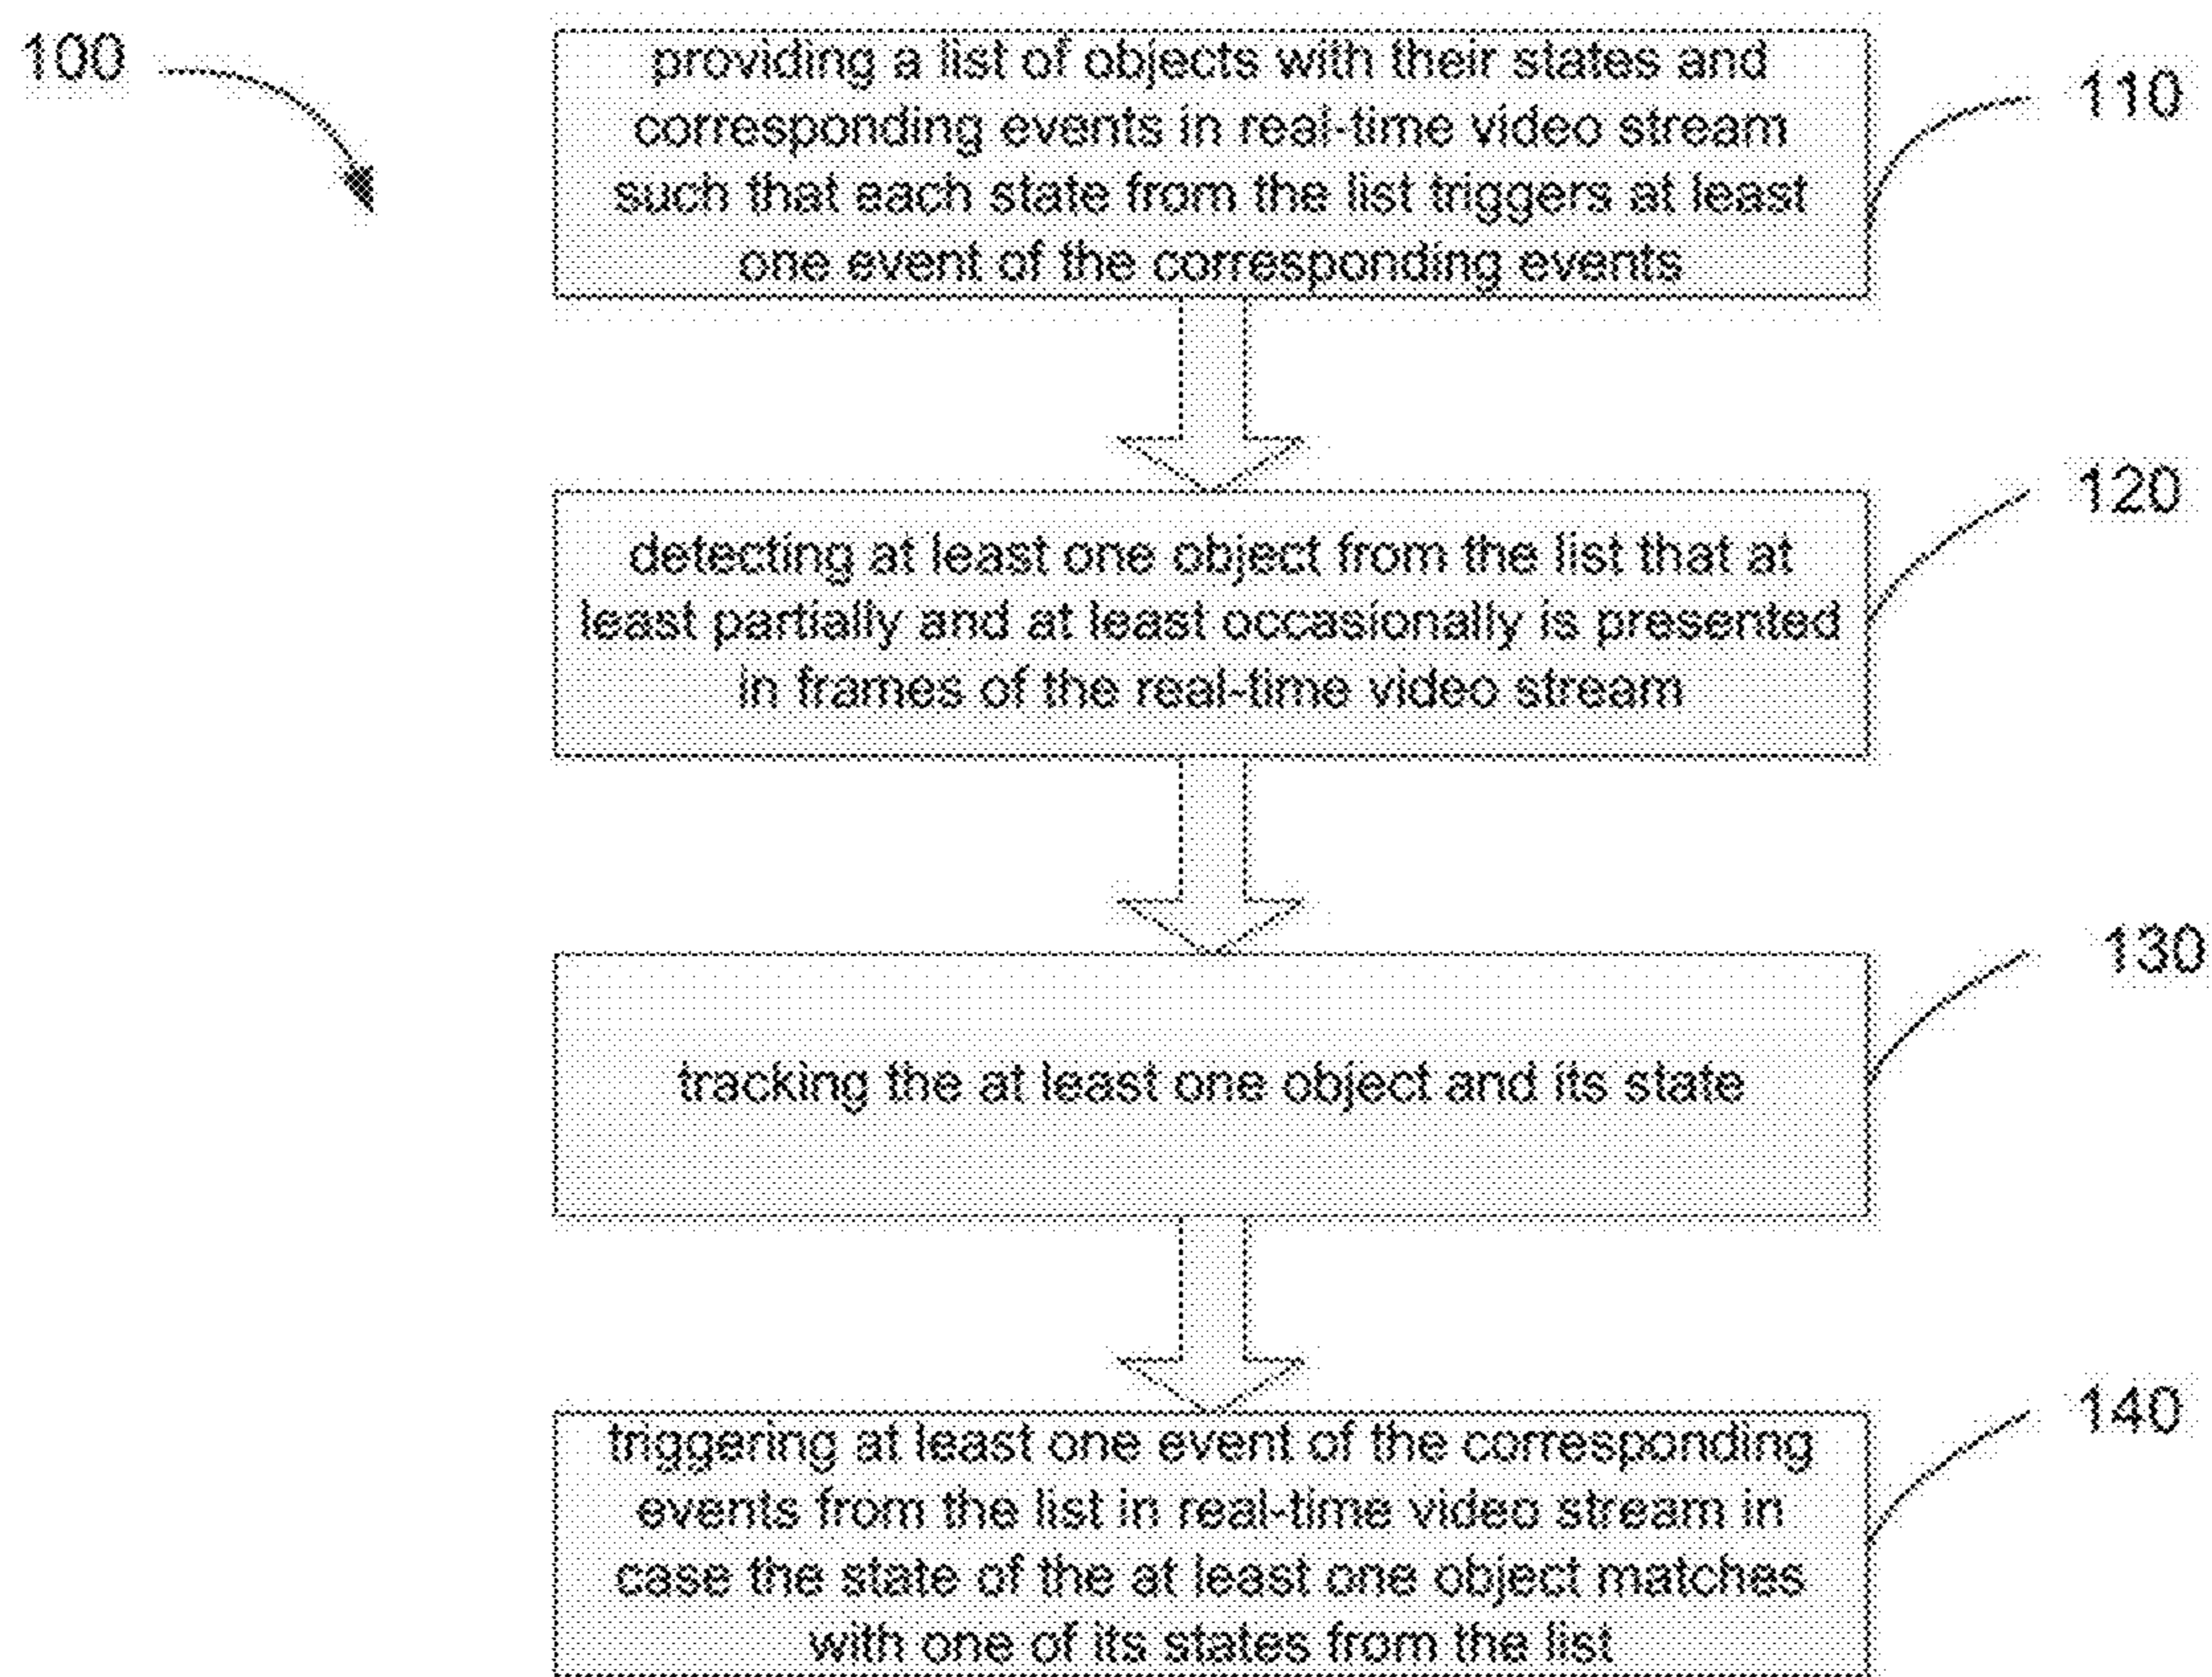 100
providing a list of objects with their states and
corresponding events in real-time video stream
such that each state from the list triggers at least
one event of the corresponding events
110
detecting at least one object from the list that at
least partially and at least occasionally is presented
in frames of the real-time video stream
120
tracking the at least one object and its state
130
triggering at least one event of the corresponding
events from the list in real-time video stream in
case the state of the at least one object matches
with one of its states from the list
140